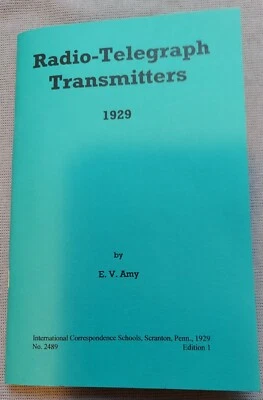 Radio-Telegraph
Transmitters
1929
by
E. V. Amy
International Correspondence Schools, Scranton, Penn., 1929
No. 2489 Edition 1